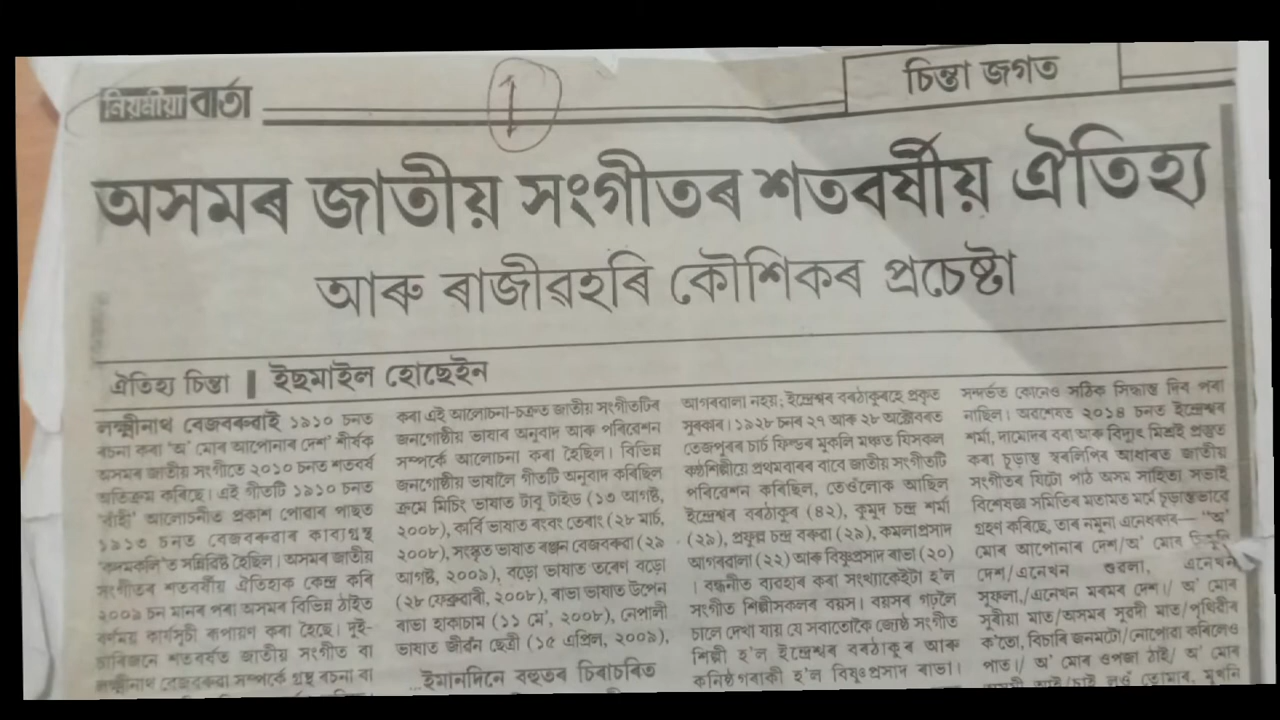 নিয়মীয়া বাৰ্তা
1
চিন্তা জগত
অসমৰ জাতীয় সংগীতৰ শতবৰ্ষীয় ঐতিহ্য
আৰু ৰাজীৱহৰি কৌশিকৰ প্ৰচেষ্টা
ঐতিহ্য চিন্তা | ইছমাইল হোছেইন
লক্ষ্মীনাথ বেজবৰুৱাই ১৯১০ চনত
ৰচনা কৰা 'অ' মোৰ আপোনাৰ দেশ' শীৰ্ষক
অসমৰ জাতীয় সংগীতে ২০১০ চনত শতবৰ্ষ
অতিক্ৰম কৰিছে। এই গীতটি ১৯১০ চনত
'বাঁহী' আলোচনীত প্ৰকাশ পোৱাৰ পাছত
১৯১৩ চনত বেজবৰুৱাৰ কাব্যগ্ৰন্থ
'কদমকলি'ত সন্নিৱিষ্ট হৈছিল। অসমৰ জাতীয়
সংগীতৰ শতবৰ্ষীয় ঐতিহ্যক কেন্দ্ৰ কৰি
২০০৯ চন মানৰ পৰা অসমৰ বিভিন্ন ঠাইত
বৰ্ণময় কাৰ্যসূচী ৰূপায়ণ কৰা হৈছে। দুই-
চাৰিজনে শতবৰ্ষত জাতীয় সংগীত বা
লক্ষ্মীনাথ বেজবৰুৱা সম্পৰ্কে গ্ৰন্থ ৰচনা বা
কৰা এই আলোচনা-চক্ৰত জাতীয় সংগীতটিৰ
জনগোষ্ঠীয় ভাষাৰ অনুবাদ আৰু পৰিৱেশন
সম্পৰ্কে আলোচনা কৰা হৈছিল। বিভিন্ন
জনগোষ্ঠীয় ভাষালৈ গীতটি অনুবাদ কৰিছিল
ক্ৰমে মিচিং ভাষাত টাবু টাইড (১৩ আগষ্ট,
২০০৮), কাৰ্বি ভাষাত ৰংবং তেৰাং (২৮ মাৰ্চ,
২০০৮), সংস্কৃত ভাষাত ৰঞ্জন বেজবৰুৱা (২৯
আগষ্ট, ২০০৯), বড়ো ভাষাত তৰেণ বড়ো
(২৮ ফেব্ৰুৱাৰী, ২০০৮), ৰাভা ভাষাত উপেন
ৰাভা হাকাচাম (১১ মে', ২০০৮), নেপালী
ভাষাত জীৱন ছেত্ৰী (১৫ এপ্ৰিল, ২০০৯),
...ইমানদিনে বহুতৰ চিৰাচৰিত
আগৰৱালা নহয়; ইন্দ্ৰেশ্বৰ বৰঠাকুৰহে প্ৰকৃত
সুৰকাৰ। ১৯২৮ চনৰ ২৭ আৰু ২৮ অক্টোবৰত
তেজপুৰৰ চাৰ্চ ফিল্ডৰ মুকলি মঞ্চত যিসকল
কণ্ঠশিল্পীয়ে প্ৰথমবাৰৰ বাবে জাতীয় সংগীতটি
পৰিৱেশন কৰিছিল, তেওঁলোক আছিল
ইন্দ্ৰেশ্বৰ বৰঠাকুৰ (৪২), কুমুদ চন্দ্ৰ শৰ্মা
(২৯), প্ৰফুল্ল চন্দ্ৰ বৰুৱা (২৯), কমলাপ্ৰসাদ
আগৰৱালা (২২) আৰু বিষ্ণুপ্ৰসাদ ৰাভা (২০)
। বন্ধনীত ব্যৱহাৰ কৰা সংখ্যাকেইটা হ'ল
সংগীত শিল্পীসকলৰ বয়স। বয়সৰ গঢ়লৈ
চালে দেখা যায় যে সবাতোকৈ জ্যেষ্ঠ সংগীত
শিল্পী হ'ল ইন্দ্ৰেশ্বৰ বৰঠাকুৰ আৰু
কনিষ্ঠগৰাকী হ'ল বিষ্ণুপ্ৰসাদ ৰাভা।
সন্দৰ্ভত কোনেও সঠিক সিদ্ধান্ত দিব পৰা
নাছিল। অৱশেষত ২০১৪ চনত ইন্দ্ৰেশ্বৰ
শৰ্মা, দামোদৰ বৰা আৰু বিদ্যুৎ মিশ্ৰই প্ৰস্তুত
কৰা চূড়ান্ত স্বৰলিপিৰ আধাৰত জাতীয়
সংগীতৰ যিটো পাঠ অসম সাহিত্য সভাই
বিশেষজ্ঞ সমিতিৰ মতামত মৰ্মে চূড়ান্তভাৱে
গ্ৰহণ কৰিছে, তাৰ নমুনা এনেধৰণৰ— "অ'
মোৰ আপোনাৰ দেশ/অ' মোৰ চিকুণি
দেশ/এনেখন শুৱলা, এনেখন
সুফলা,/এনেখন মৰমৰ দেশ।/ অ' মোৰ
সুৰীয়া মাত/অসমৰ সুৱদী মাত/পৃথিৱীৰ
ক'তো, বিচাৰি জনমটো/নোপোৱা কৰিলেও
পাত।/ অ' মোৰ ওপজা ঠাই/ অ' মোৰ
অসমী আই/চাই লওঁ তোমাৰ, মুখনি